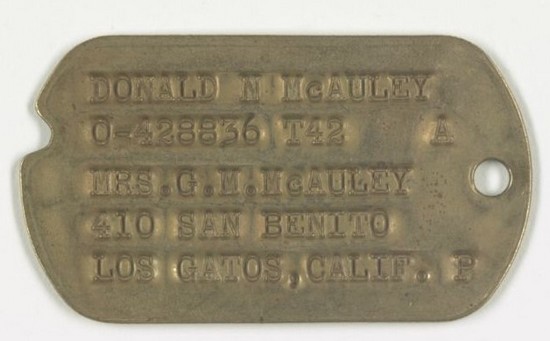 DONALD M McAULEY
O-428836 T42 A
MRS.G.M.McAULEY
410 SAN BENITO
LOS GATOS,CALIF. P